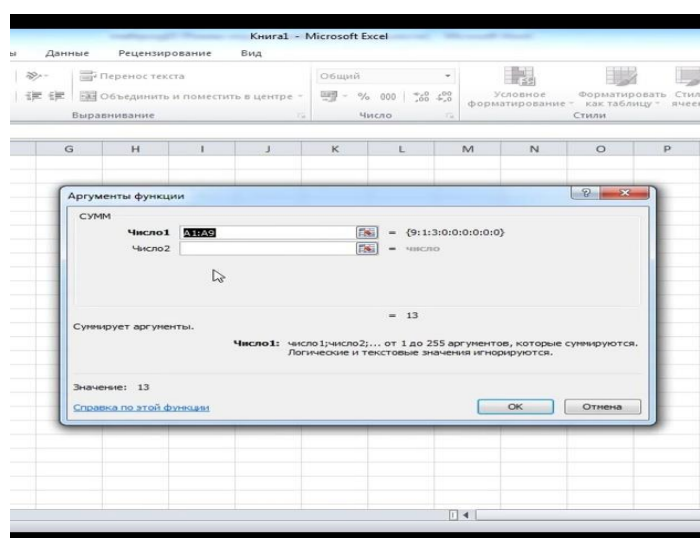 Книга1 - Microsoft Excel
ы Данные Рецензирование Вид
Перенос текста Общий
Объединить и поместить в центре % 000 Условное форматирование Форматировать как таблицу Стил ячеек
Выравнивание Число Стили
G H I J K L M N O P
Аргументы функции
СУММ
Число1 A1:A9 = {9:1:3:0:0:0:0:0:0}
Число2 = число
= 13
Суммирует аргументы.
Число1: число1;число2;... от 1 до 255 аргументов, которые суммируются.
Логические и текстовые значения игнорируются.
Значение: 13
Справка по этой функции OK Отмена